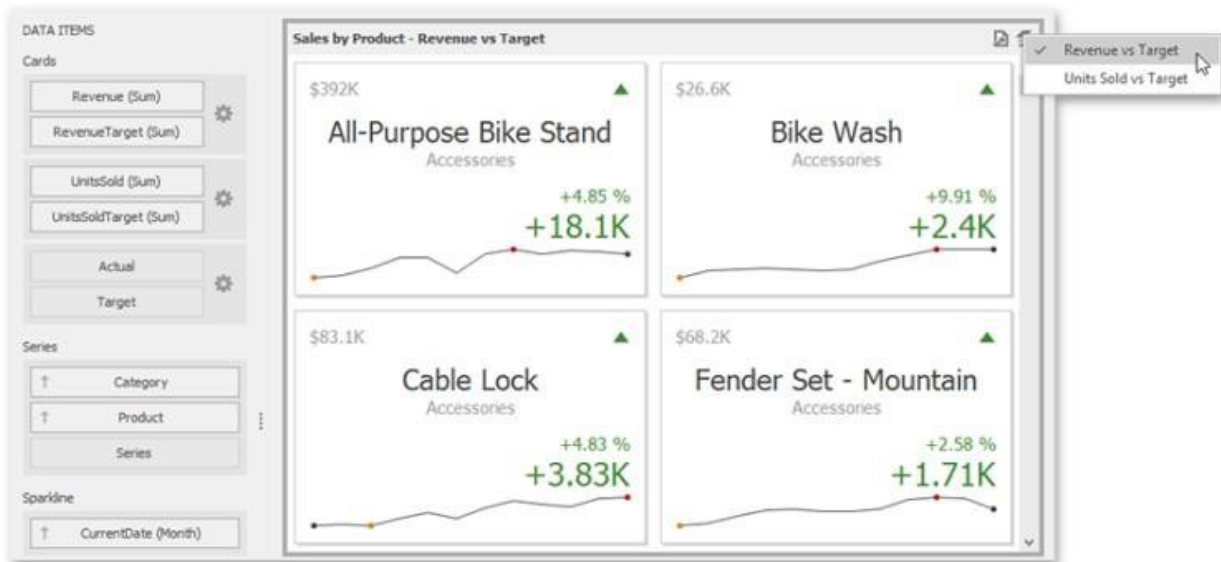 DATA ITEMS
Cards
Revenue (Sum)
RevenueTarget (Sum)
UnitsSold (Sum)
UnitsSoldTarget (Sum)
Actual
Target
Series
Category
Product
Series
Sparkline
CurrentDate (Month)
Sales by Product - Revenue vs Target
Revenue vs Target
Units Sold vs Target
$392K
All-Purpose Bike Stand
Accessories
+4.85 %
+18.1K
$26.6K
Bike Wash
Accessories
+9.91 %
+2.4K
$83.1K
Cable Lock
Accessories
+4.83 %
+3.83K
$68.2K
Fender Set - Mountain
Accessories
+2.58 %
+1.71K